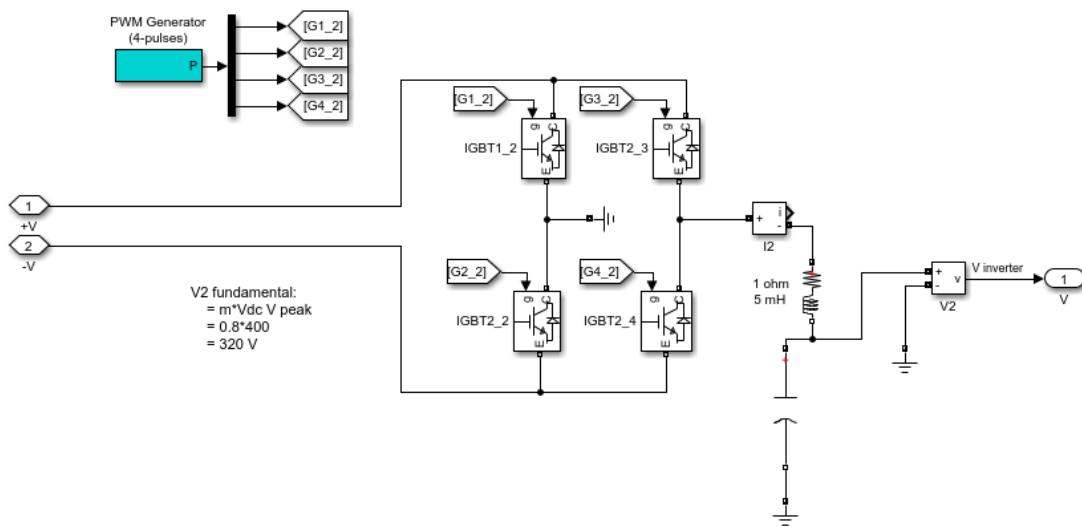 PWM Generator
(4-pulses)
P
[G1_2]
[G2_2]
[G3_2]
[G4_2]
[G1_2]
g
C
E
IGBT1_2
[G3_2]
g
C
E
IGBT2_3
1
+V
2
-V
[G2_2]
g
C
E
IGBT2_2
[G4_2]
g
C
E
IGBT2_4
+
i
-
I2
1 ohm
5 mH
+
-
v
V2
V inverter
1
V
V2 fundamental:
= m*Vdc V peak
= 0.8*400
= 320 V
+